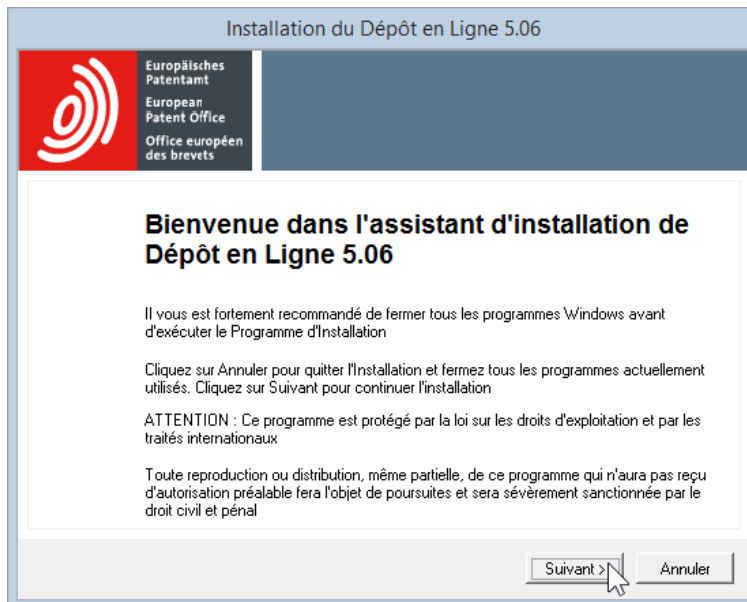 Installation du Dépôt en Ligne 5.06
Europäisches
Patentamt
European
Patent Office
Office européen
des brevets
Bienvenue dans l'assistant d'installation de
Dépôt en Ligne 5.06
Il vous est fortement recommandé de fermer tous les programmes Windows avant
d'exécuter le Programme d'Installation
Cliquez sur Annuler pour quitter l'Installation et fermez tous les programmes actuellement
utilisés. Cliquez sur Suivant pour continuer l'installation
ATTENTION : Ce programme est protégé par la loi sur les droits d'exploitation et par les
traités internationaux
Toute reproduction ou distribution, même partielle, de ce programme qui n'aura pas reçu
d'autorisation préalable fera l'objet de poursuites et sera sévèrement sanctionnée par le
droit civil et pénal
Suivant >
Annuler